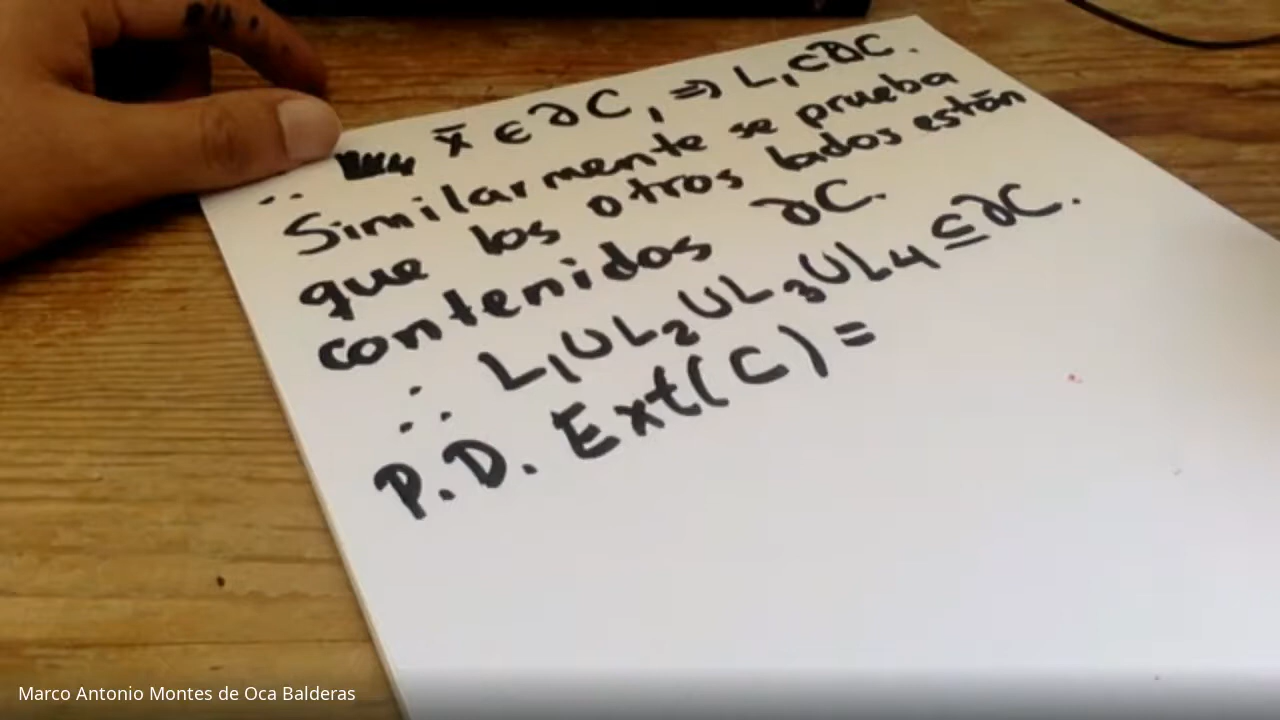 ∴ x̄ ∈ ∂C, ⇒ L₁⊂∂C.
Similarmente se prueba
que los otros lados están
contenidos ∂C.
∴ L₁∪L₂∪L₃∪L₄⊆∂C.
P.D. Ext(C)=
Marco Antonio Montes de Oca Balderas